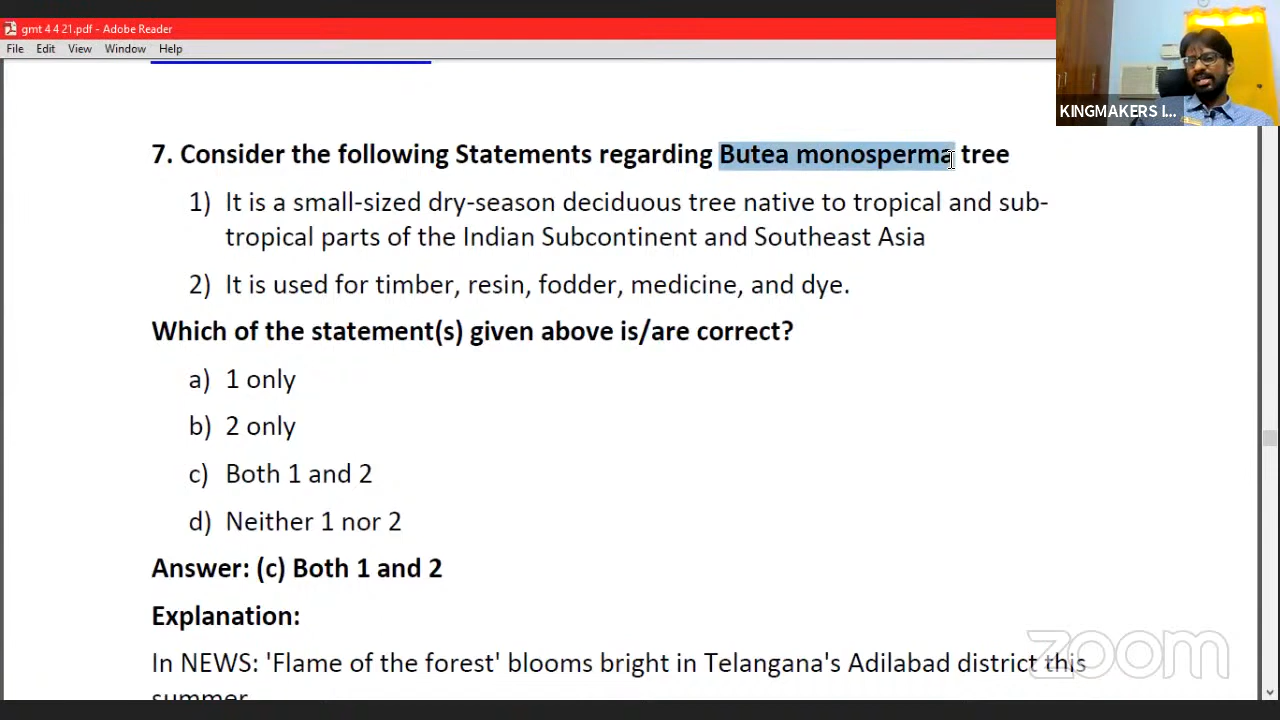 gmt 4 4 21.pdf - Adobe Reader
File Edit View Window Help
KINGMAKERS I...
7. Consider the following Statements regarding Butea monosperma tree
1) It is a small-sized dry-season deciduous tree native to tropical and sub-
tropical parts of the Indian Subcontinent and Southeast Asia
2) It is used for timber, resin, fodder, medicine, and dye.
Which of the statement(s) given above is/are correct?
a) 1 only
b) 2 only
c) Both 1 and 2
d) Neither 1 nor 2
Answer: (c) Both 1 and 2
Explanation:
In NEWS: 'Flame of the forest' blooms bright in Telangana's Adilabad district this
summer
zoom